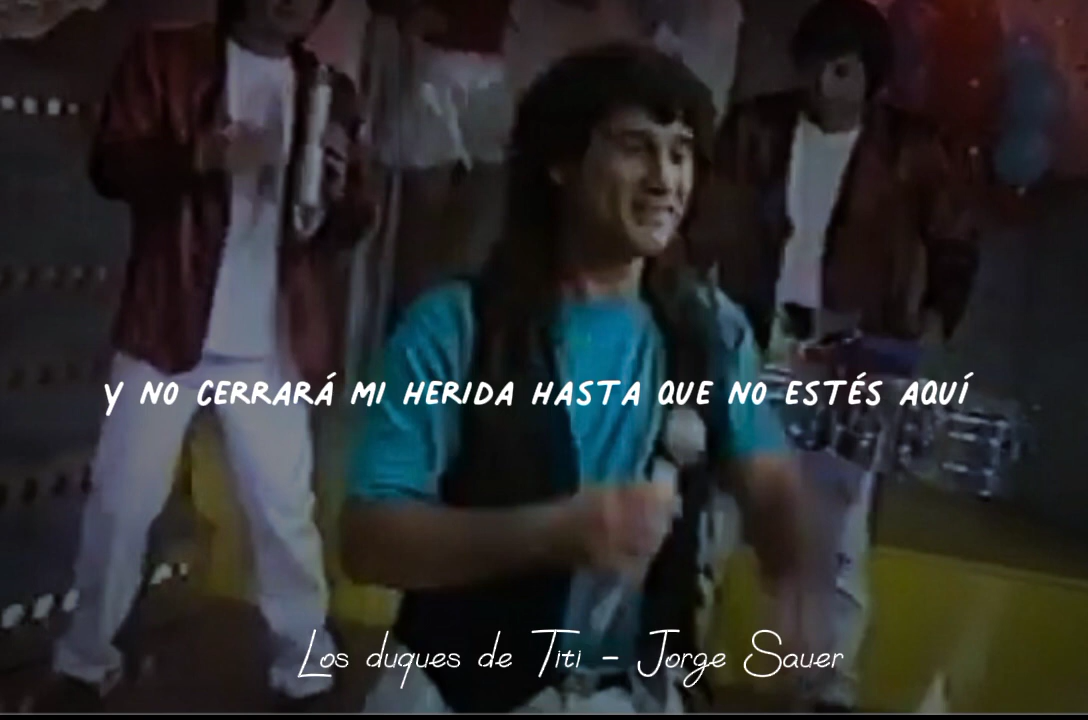 Y NO CERRARÁ MI HERIDA HASTA QUE NO ESTÉS AQUÍ
Los duques de Titi - Jorge Sauer